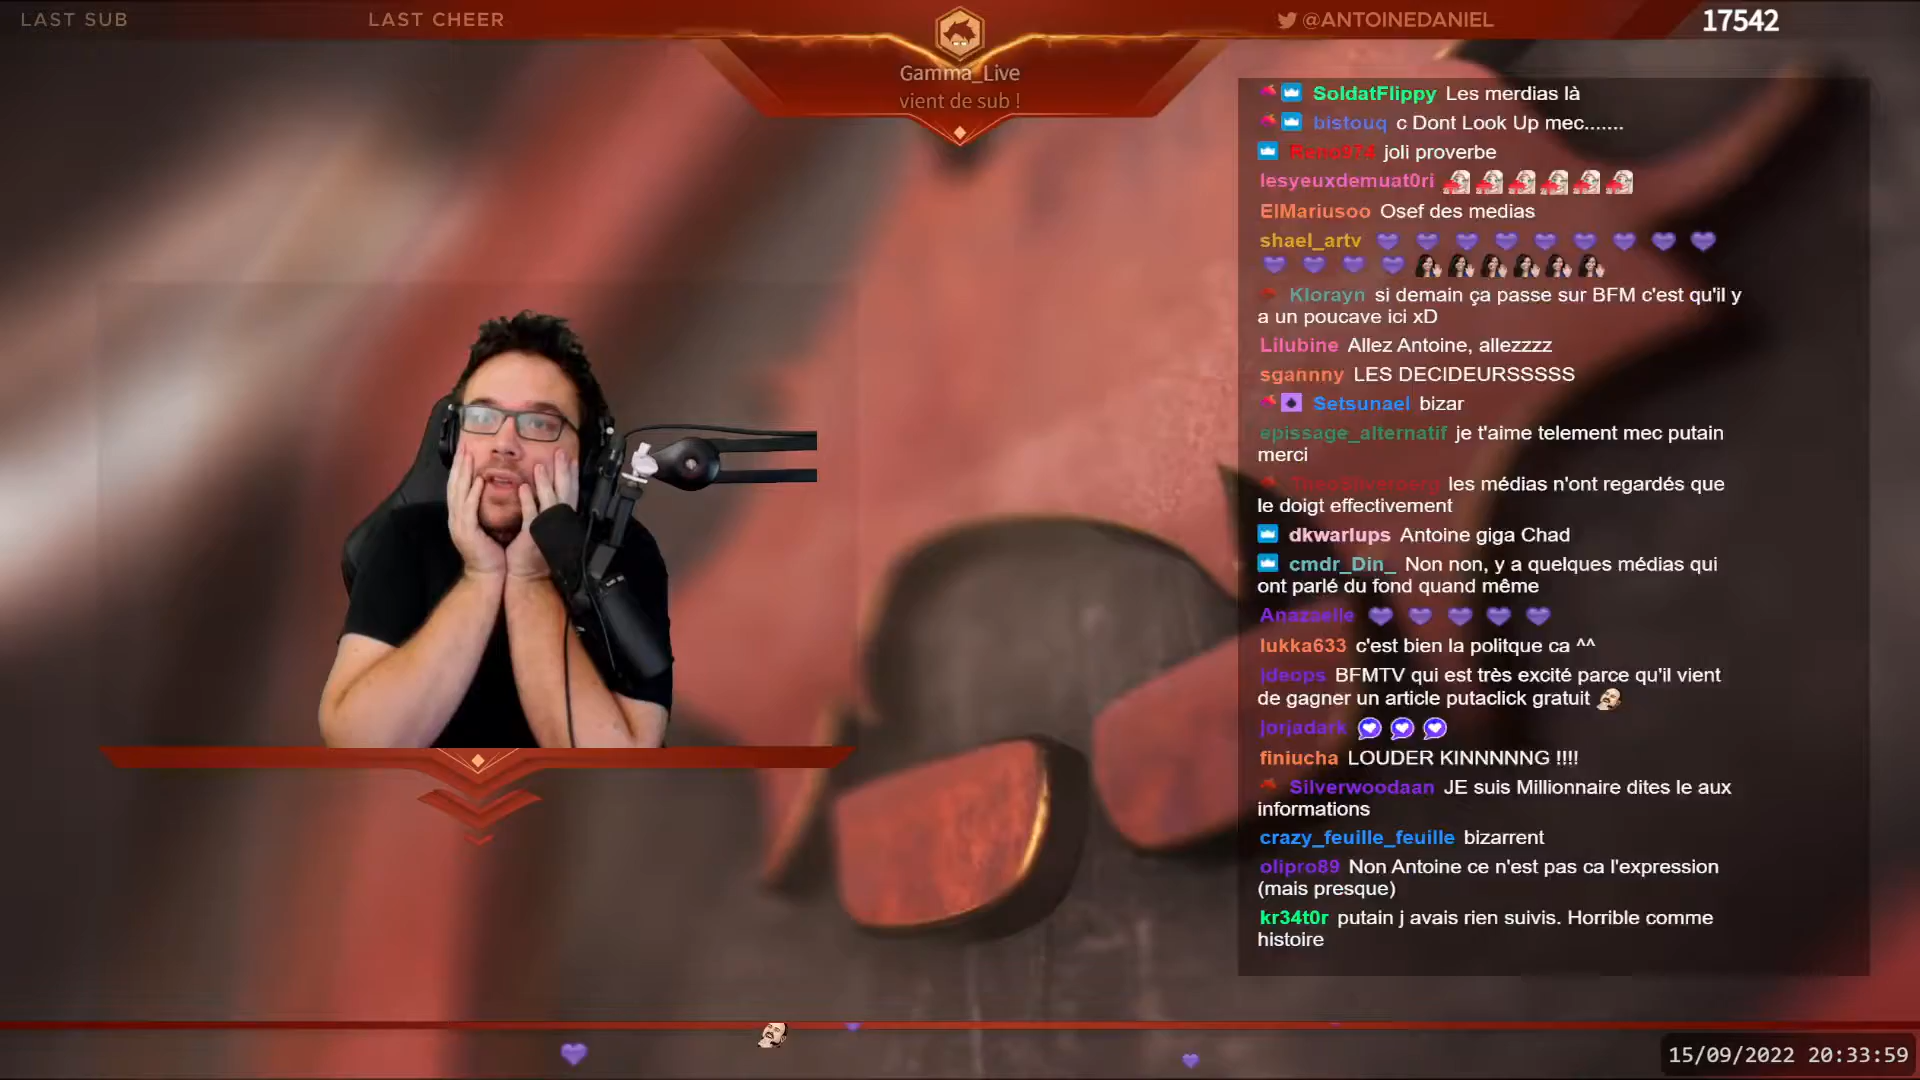 LAST SUB
LAST CHEER
@ANTOINEDANIEL
17542
Gamma_Live
vient de sub !
SoldatFlippy Les merdias là
bistouq c Dont Look Up mec.......
Reno974 joli proverbe
lesyeuxdemuat0ri
ElMariusoo Osef des medias
shael_artv
Klorayn si demain ça passe sur BFM c'est qu'il y
a un poucave ici xD
Lilubine Allez Antoine, allezzzz
sgannny LES DECIDEURSSSSS
Setsunael bizar
epissage_alternatif je t'aime telement mec putain
merci
TheoSilverberg les médias n'ont regardés que
le doigt effectivement
dkwarlups Antoine giga Chad
cmdr_Din_ Non non, y a quelques médias qui
ont parlé du fond quand même
Anazaelle
lukka633 c'est bien la politque ca ^^
jdeops BFMTV qui est très excité parce qu'il vient
de gagner un article putaclick gratuit
jorjadark
finiucha LOUDER KINNNNNG !!!!
Silverwoodaan JE suis Millionnaire dites le aux
informations
crazy_feuille_feuille bizarrent
olipro89 Non Antoine ce n'est pas ca l'expression
(mais presque)
kr34t0r putain j avais rien suivis. Horrible comme
histoire
15/09/2022 20:33:59